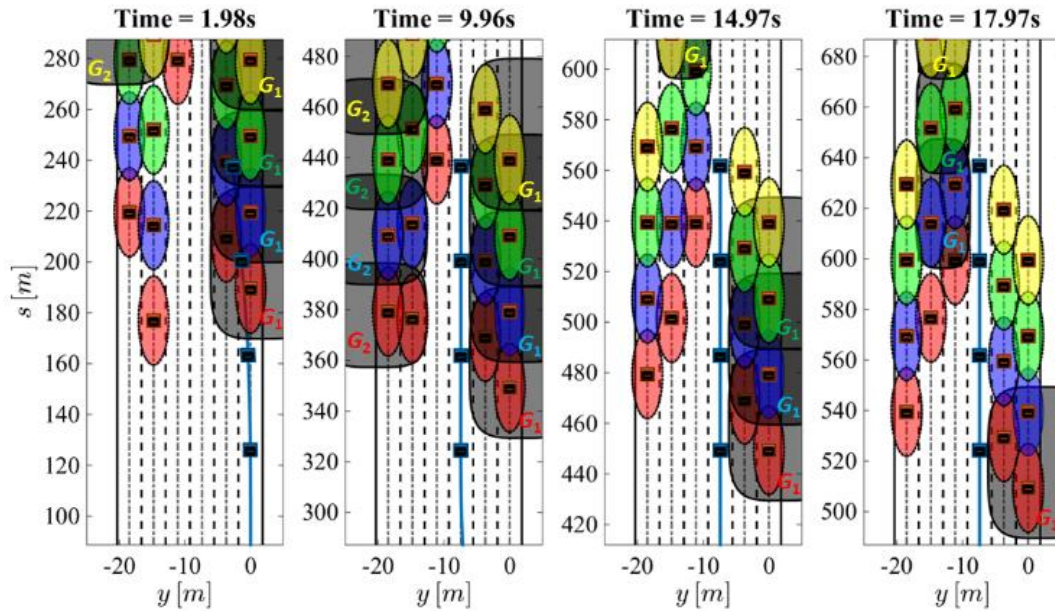 Time = 1.98s
Time = 9.96s
Time = 14.97s
Time = 17.97s
s [m]
280
260
240
220
200
180
160
140
120
100
G₂
G₁
G₁
G₁
G₁
-20
-10
0
y [m]
460
440
420
400
380
360
340
320
300
G₂
G₂
G₂
G₂
G₁
G₁
G₁
G₁
-20
-10
0
y [m]
600
580
560
540
520
500
480
460
440
420
G₁
G₁
G₁
G₁
-20
-10
0
y [m]
680
660
640
620
600
580
560
540
520
500
G₁
G₁
G₁
-20
-10
0
y [m]